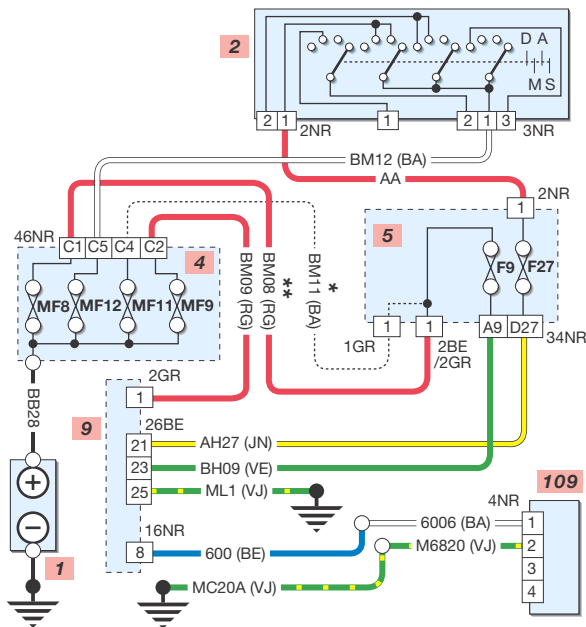 2
D A
M S
2 1
2NR
1
2 1 3
3NR
BM12 (BA)
AA
2NR
1
46NR
C1 C5 C4 C2
4
5
MF8 MF12 MF11 MF9
BM09 (RG)
BM08 (RG)
**
BM11 (BA)
*
F9 F27
1
1GR
1
2BE
/2GR
A9 D27
34NR
BB28
2GR
1
9
26BE
21 AH27 (JN)
23 BH09 (VE)
25 ML1 (VJ)
16NR
8 600 (BE)
+
−
1
109
4NR
6006 (BA) 1
M6820 (VJ) 2
3
4
MC20A (VJ)